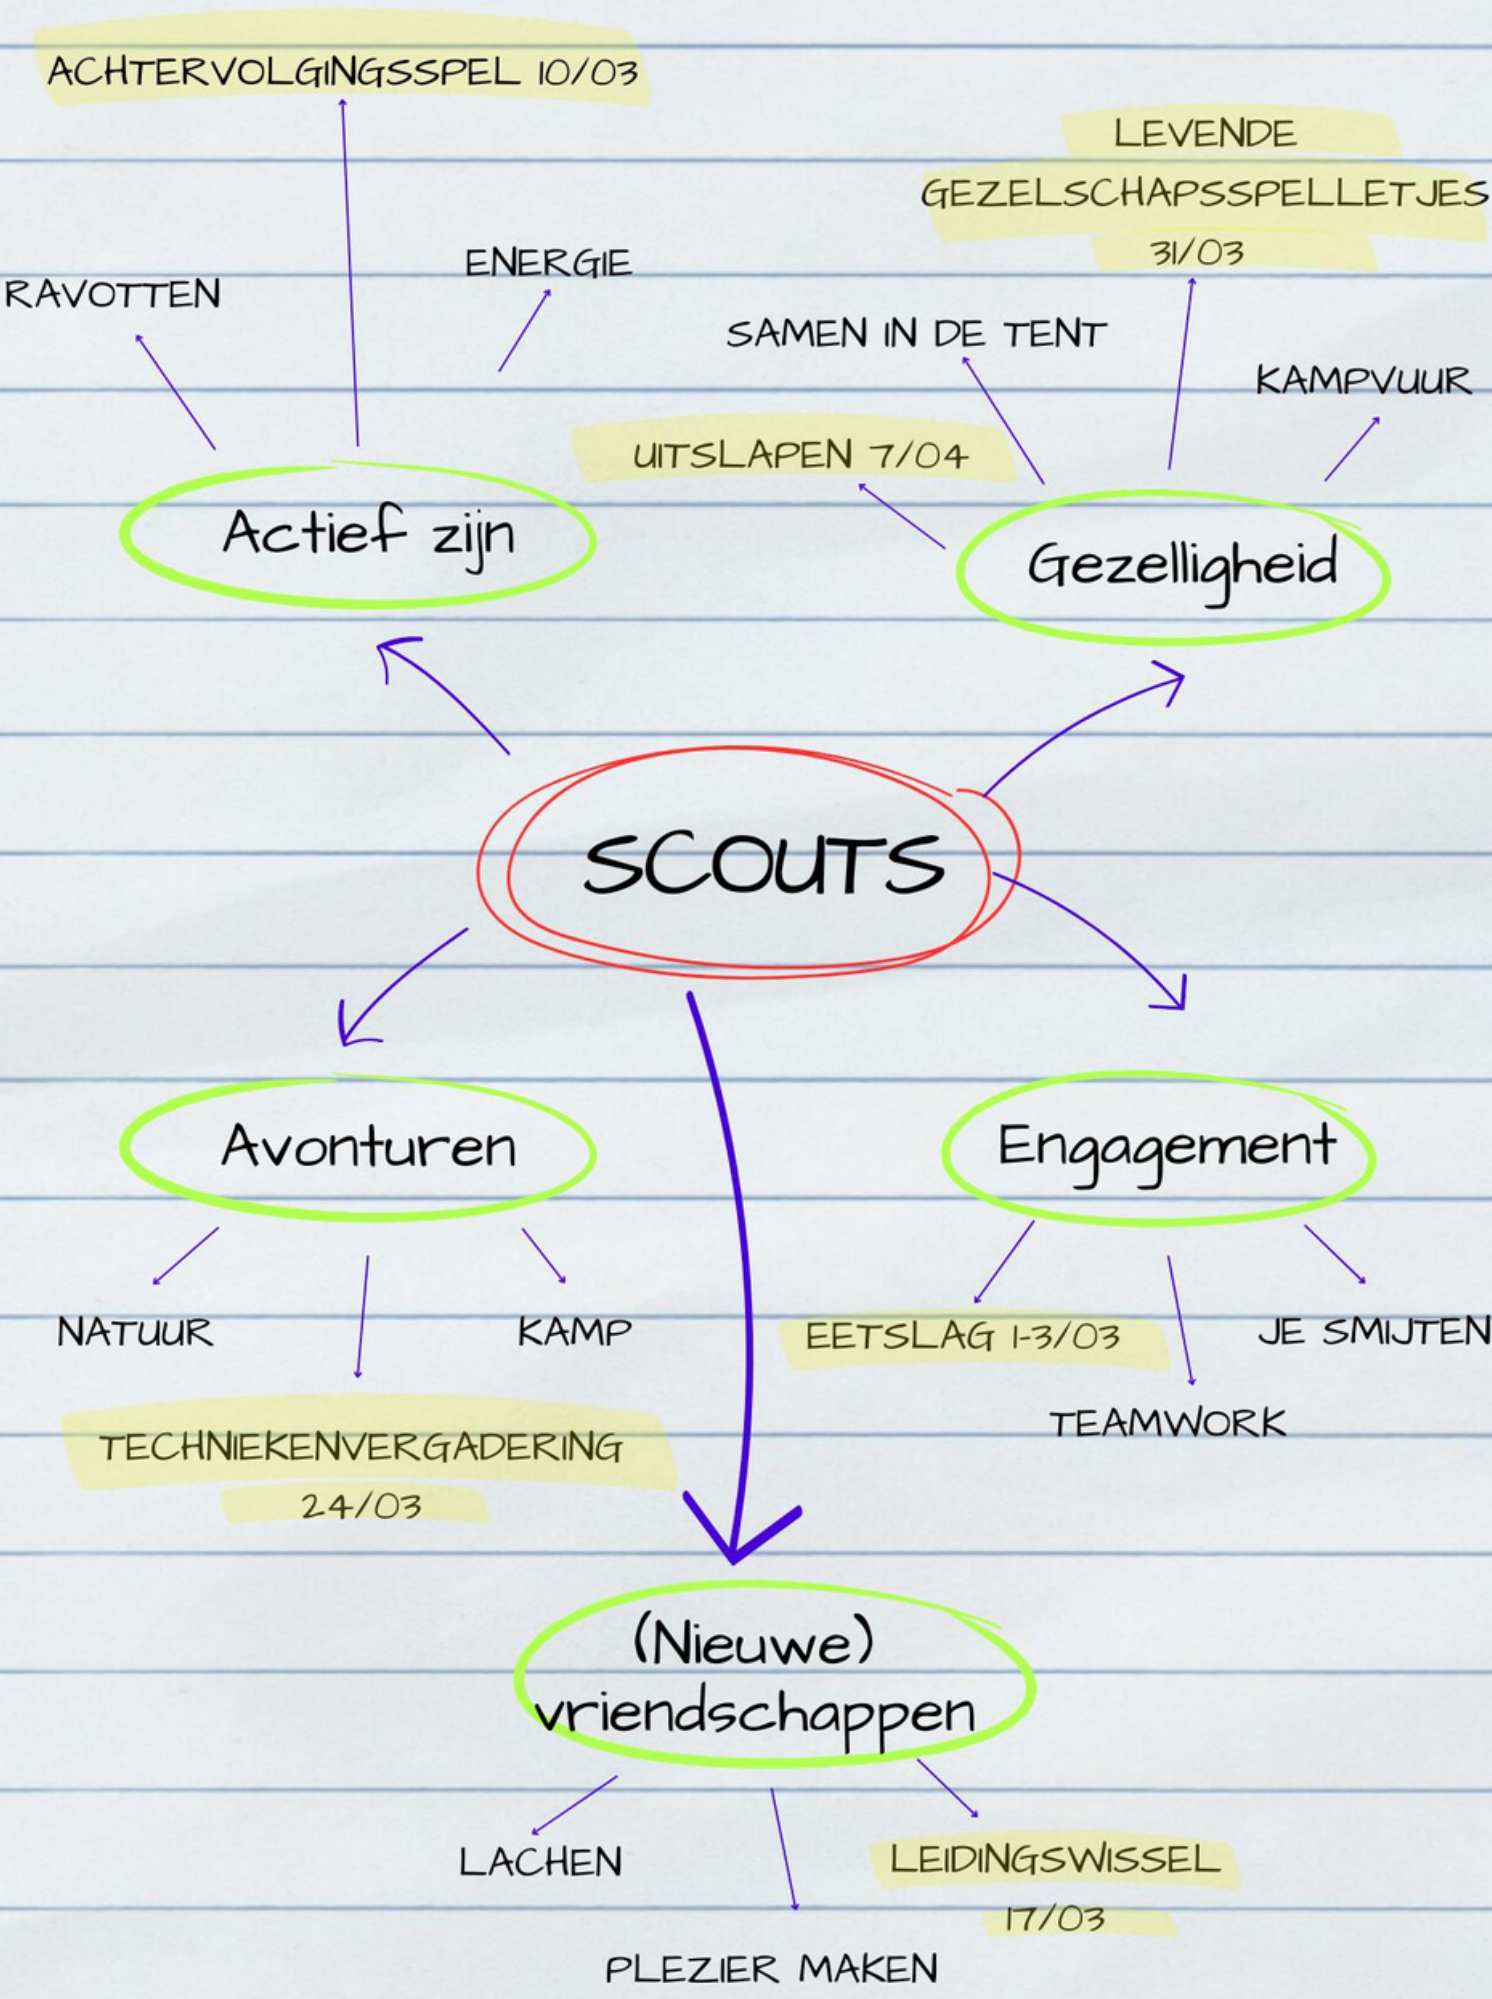 ACHTERVOLGINGSSPEL 10/03
LEVENDE
GEZELSCHAPSSPELLETJES
31/03
RAVOTTEN
ENERGIE
SAMEN IN DE TENT
KAMPVUUR
UITSLAPEN 7/04
Actief zijn
Gezelligheid
SCOUTS
Avonturen
Engagement
NATUUR
KAMP
EETSLAG 1-3/03
JE SMIJTEN
TEAMWORK
TECHNIEKENVERGADERING
24/03
(Nieuwe)
vriendschappen
LACHEN
LEIDINGSWISSEL
17/03
PLEZIER MAKEN